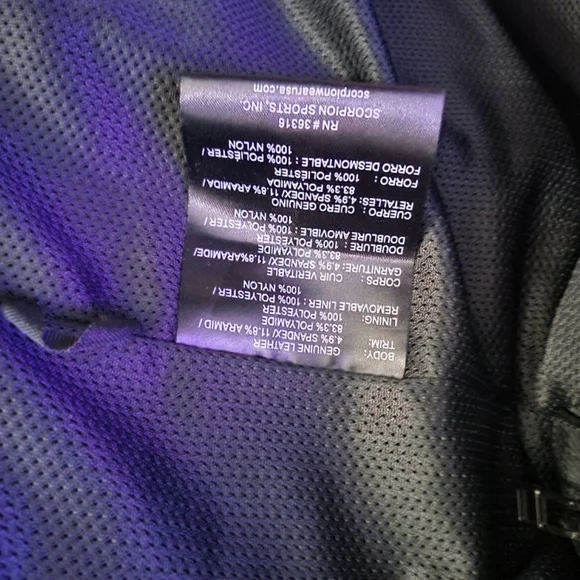 BODY: GENUINE LEATHER
TRIM: 4.9% SPANDEX/ 11.8% ARAMID/
83.3% POLYAMIDE
LINING: 100% POLYESTER
REMOVABLE LINER: 100% POLYESTER /
100% NYLON
CORPS: CUIR VERITABLE
GARNITURE: 4.9% SPANDEX/ 11.8%ARAMIDE/
83.3% POLYAMIDE
DOUBLURE : 100% POLYESTER
DOUBLURE AMOVIBLE : 100% POLYESTER /
100% NYLON
CUERPO : CUERO GENUINO
RETALLES: 4.9% SPANDEX/ 11.8% ARAMIDA/
83.3% POLYAMIDA
FORRO : 100% POLIÉSTER
FORRO DESMONTABLE : 100% POLIÉSTER /
100% NYLON
RN # 36316
SCORPION SPORTS, INC.
scorpionwearusa.com